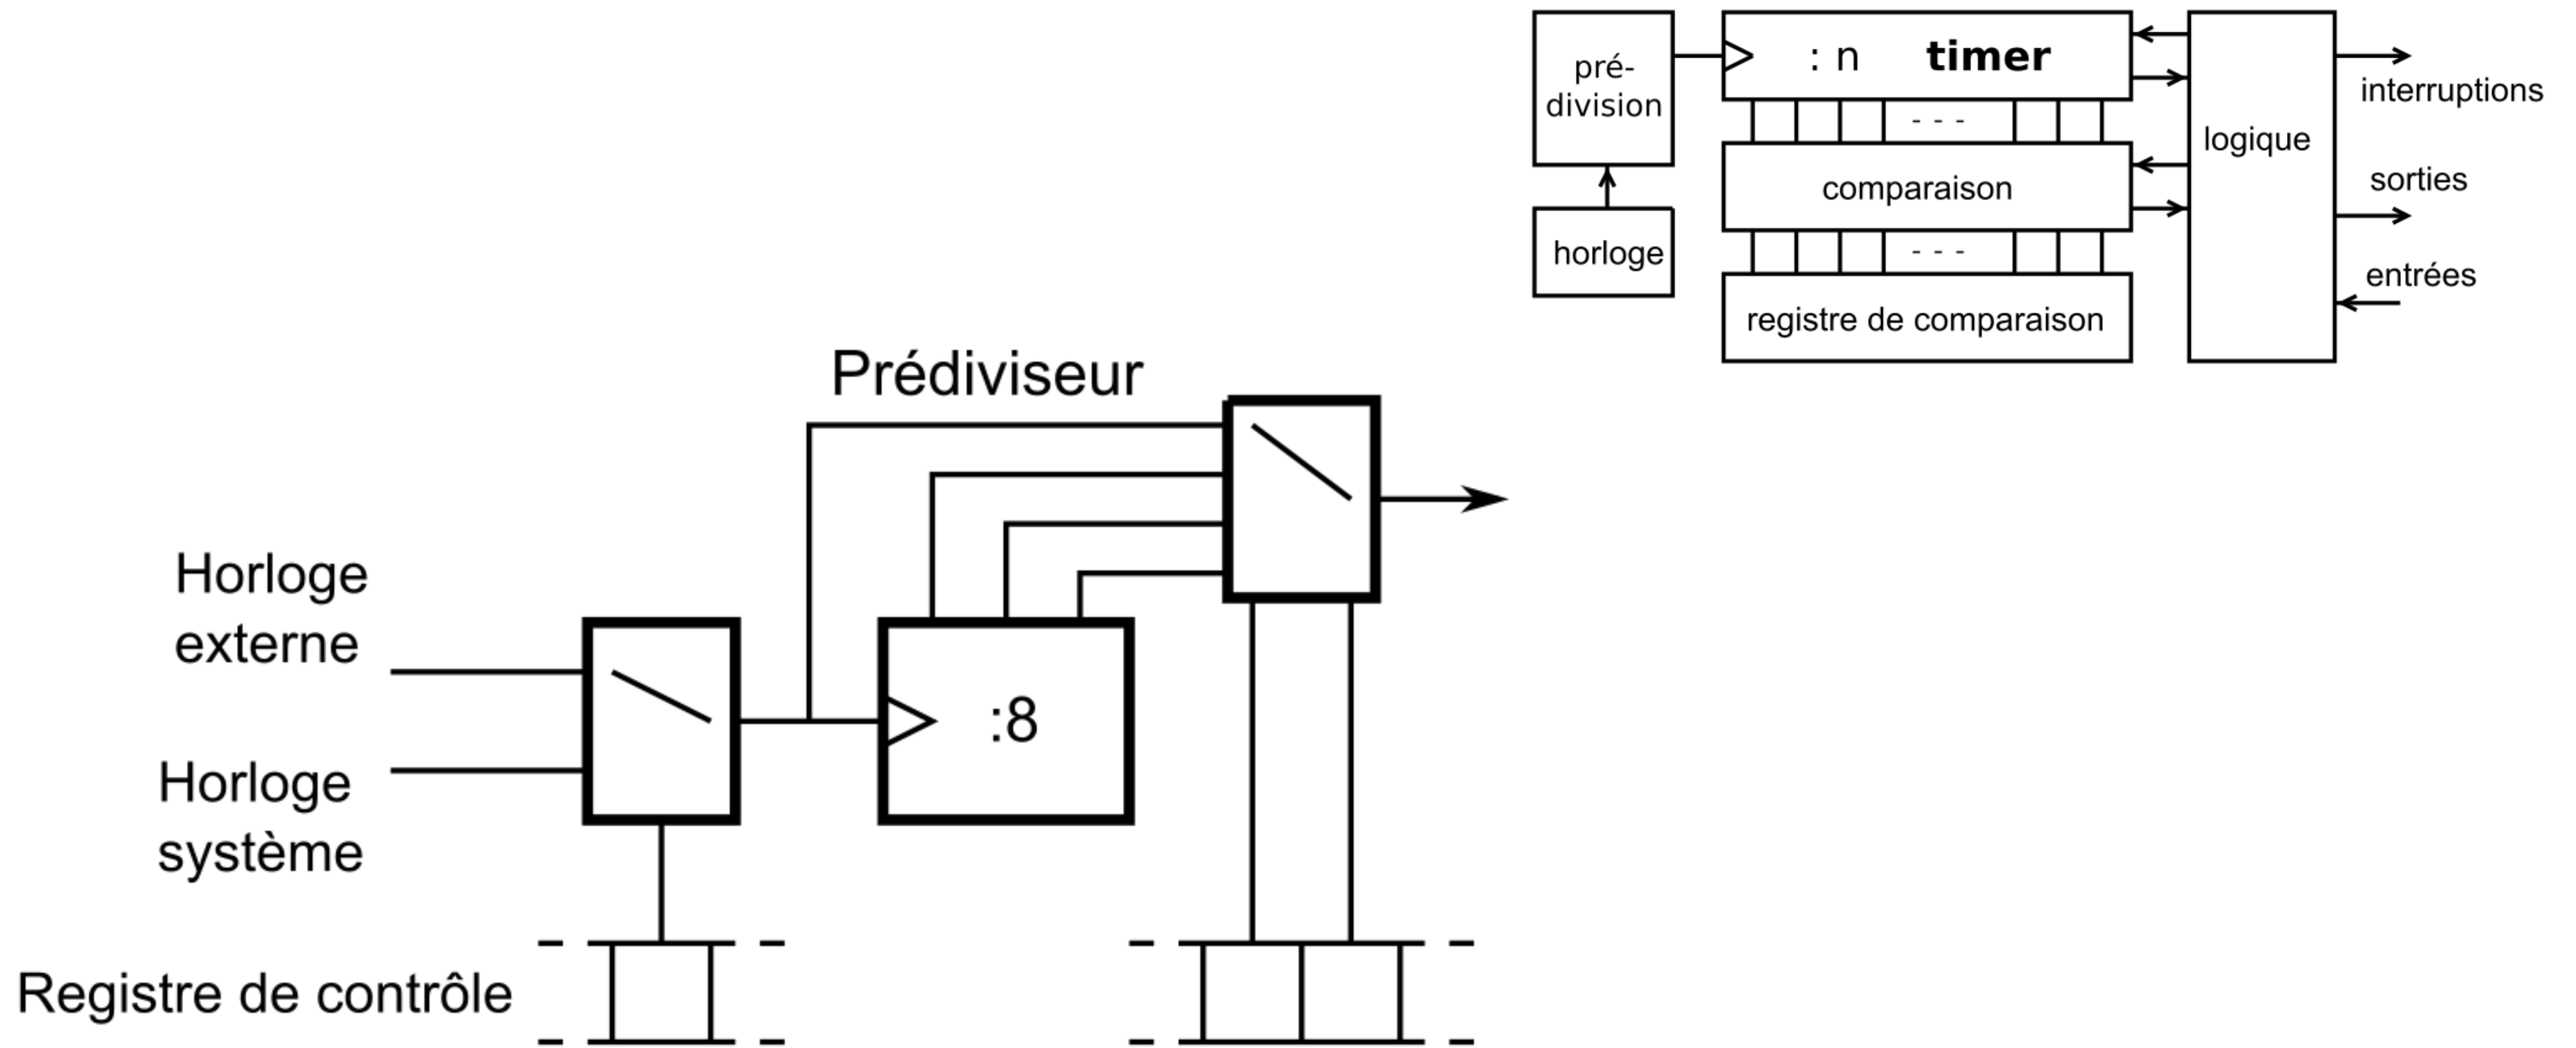 pré-
division
: n timer
- - -
interruptions
logique
comparaison
sorties
horloge
- - -
entrées
registre de comparaison
Prédiviseur
Horloge
externe
:8
Horloge
système
Registre de contrôle